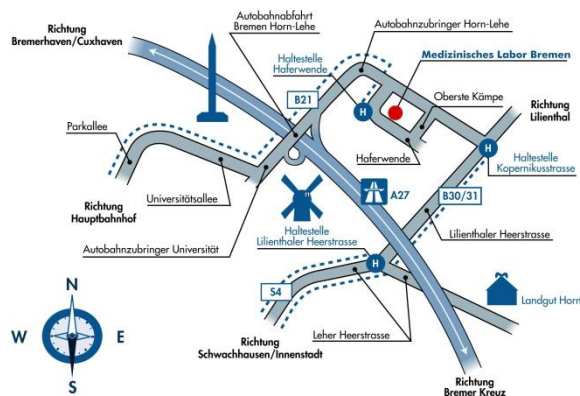 Richtung
Bremerhaven/Cuxhaven
Autobahnabfahrt
Bremen Horn-Lehe
Autobahnzubringer Horn-Lehe
Haltestelle
Haferwende
Medizinisches Labor Bremen
B21
Oberste Kämpe
Richtung
Lilienthal
H
Parkallee
Haferwende
H
Haltestelle
Kopernikusstrasse
Universitätsallee
A27
B30/31
Richtung
Hauptbahnhof
Haltestelle
Lilienthaler Heerstrasse
Lilienthaler Heerstrasse
Autobahnzubringer Universität
H
S4
Landgut Horn
N
W
E
S
Leher Heerstrasse
Richtung
Schwachhausen/Innenstadt
Richtung
Bremer Kreuz